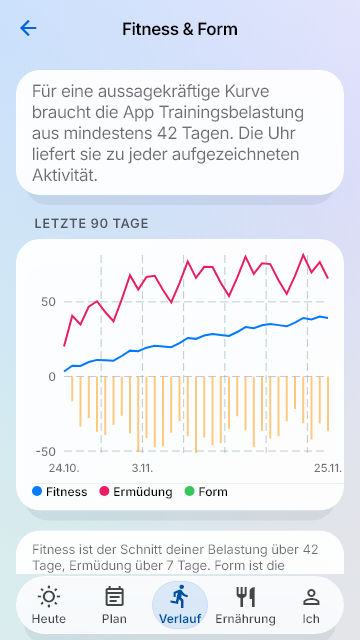 Fitness & Form
Für eine aussagekräftige Kurve
braucht die App Trainingsbelastung
aus mindestens 42 Tagen. Die Uhr
liefert sie zu jeder aufgezeichneten
Aktivität.
LETZTE 90 TAGE
50
0
-50
24.10. 3.11. 25.11.
Fitness Ermüdung Form
Fitness ist der Schnitt deiner Belastung über 42
Tage, Ermüdung über 7 Tage. Form ist die
Heute Plan Verlauf Ernährung Ich